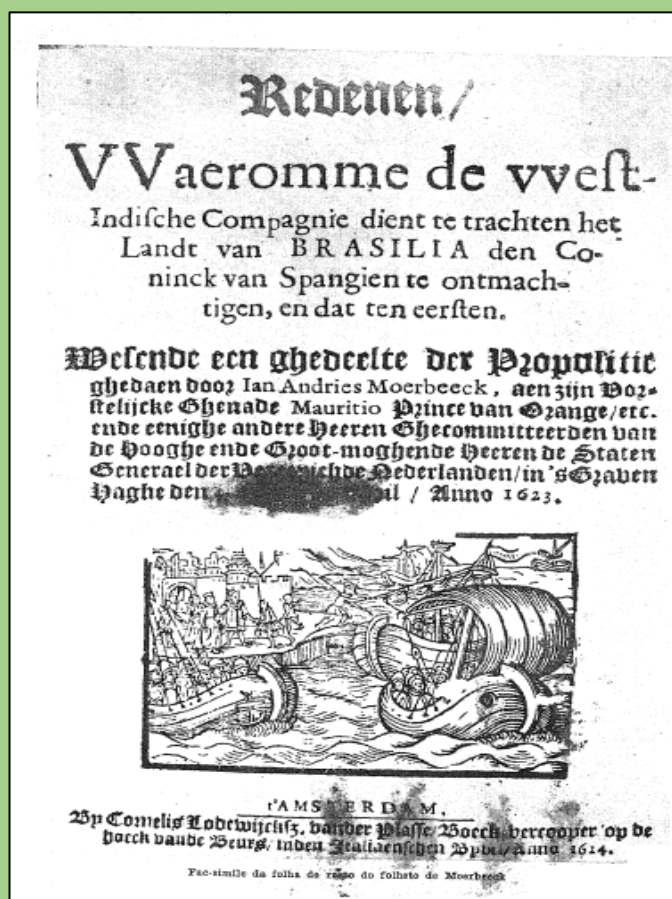 Redenen/
VVaeromme de vvest-
Indische Compagnie dient te trachten het
Landt van BRASILIA den Co-
ninck van Spangien te ontmach-
tigen, en dat ten eersten.
Wesende een ghedeelte der Propositie
ghedaen door Ian Andries Moerbeeck, aen zijn Vor-
stelijcke Ghenade Mauritio Prince van Orange/etc.
ende eenighe andere Heeren Ghecommitteerden van
de Hooghe ende Groot-moghende Heeren de Staten
Generael der Vereenichde Nederlanden/in 'sGraven
Haghe den / Anno 1623.
t'AMSTERDAM,
By Cornelis Lodewijcksz. vander Plasse/Boeck-vercooper op de
hoeck vande Beurs/inden Italiaenschen Bybel/Anno 1624.
Fac-simile da folha de rosto do folheto de Moerbeeck